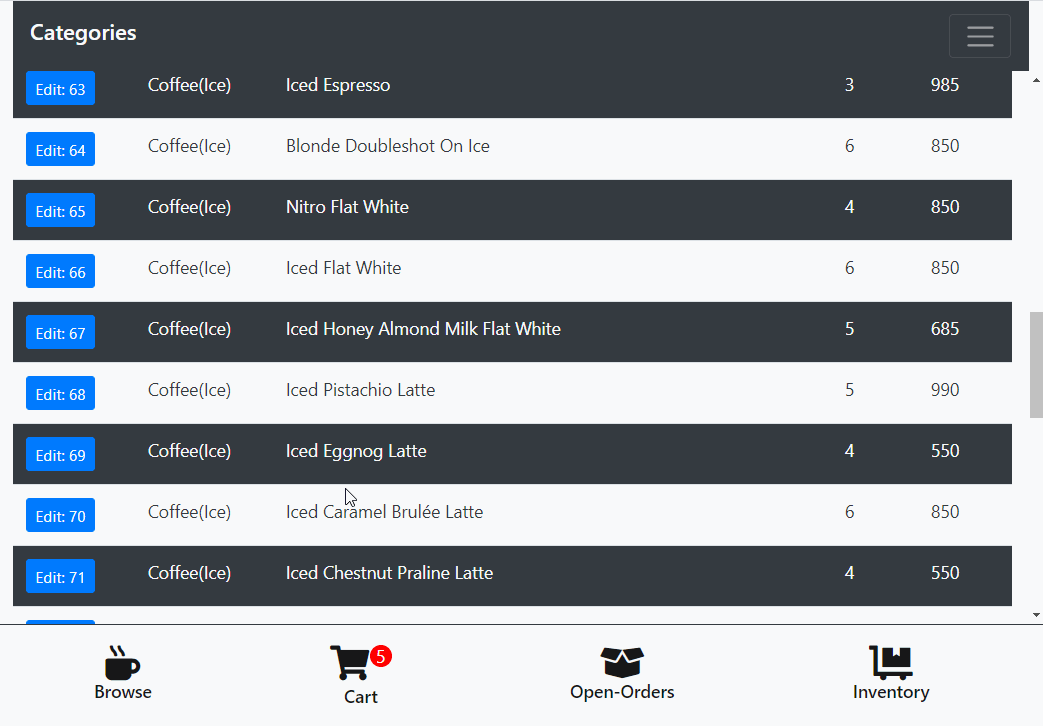 Categories
Edit: 63 Coffee(Ice) Iced Espresso 3 985
Edit: 64 Coffee(Ice) Blonde Doubleshot On Ice 6 850
Edit: 65 Coffee(Ice) Nitro Flat White 4 850
Edit: 66 Coffee(Ice) Iced Flat White 6 850
Edit: 67 Coffee(Ice) Iced Honey Almond Milk Flat White 5 685
Edit: 68 Coffee(Ice) Iced Pistachio Latte 5 990
Edit: 69 Coffee(Ice) Iced Eggnog Latte 4 550
Edit: 70 Coffee(Ice) Iced Caramel Brulée Latte 6 850
Edit: 71 Coffee(Ice) Iced Chestnut Praline Latte 4 550
5
Browse Cart Open-Orders Inventory